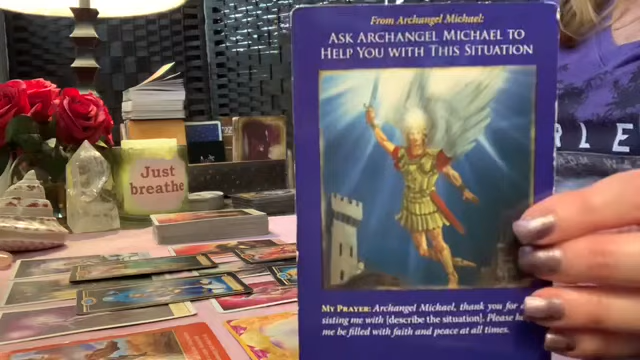 From Archangel Michael:
ASK ARCHANGEL MICHAEL TO
HELP YOU WITH THIS SITUATION
Just
breathe
MY PRAYER: Archangel Michael, thank you for
sisting me with [describe the situation]. Please
me be filled with faith and peace at all times.